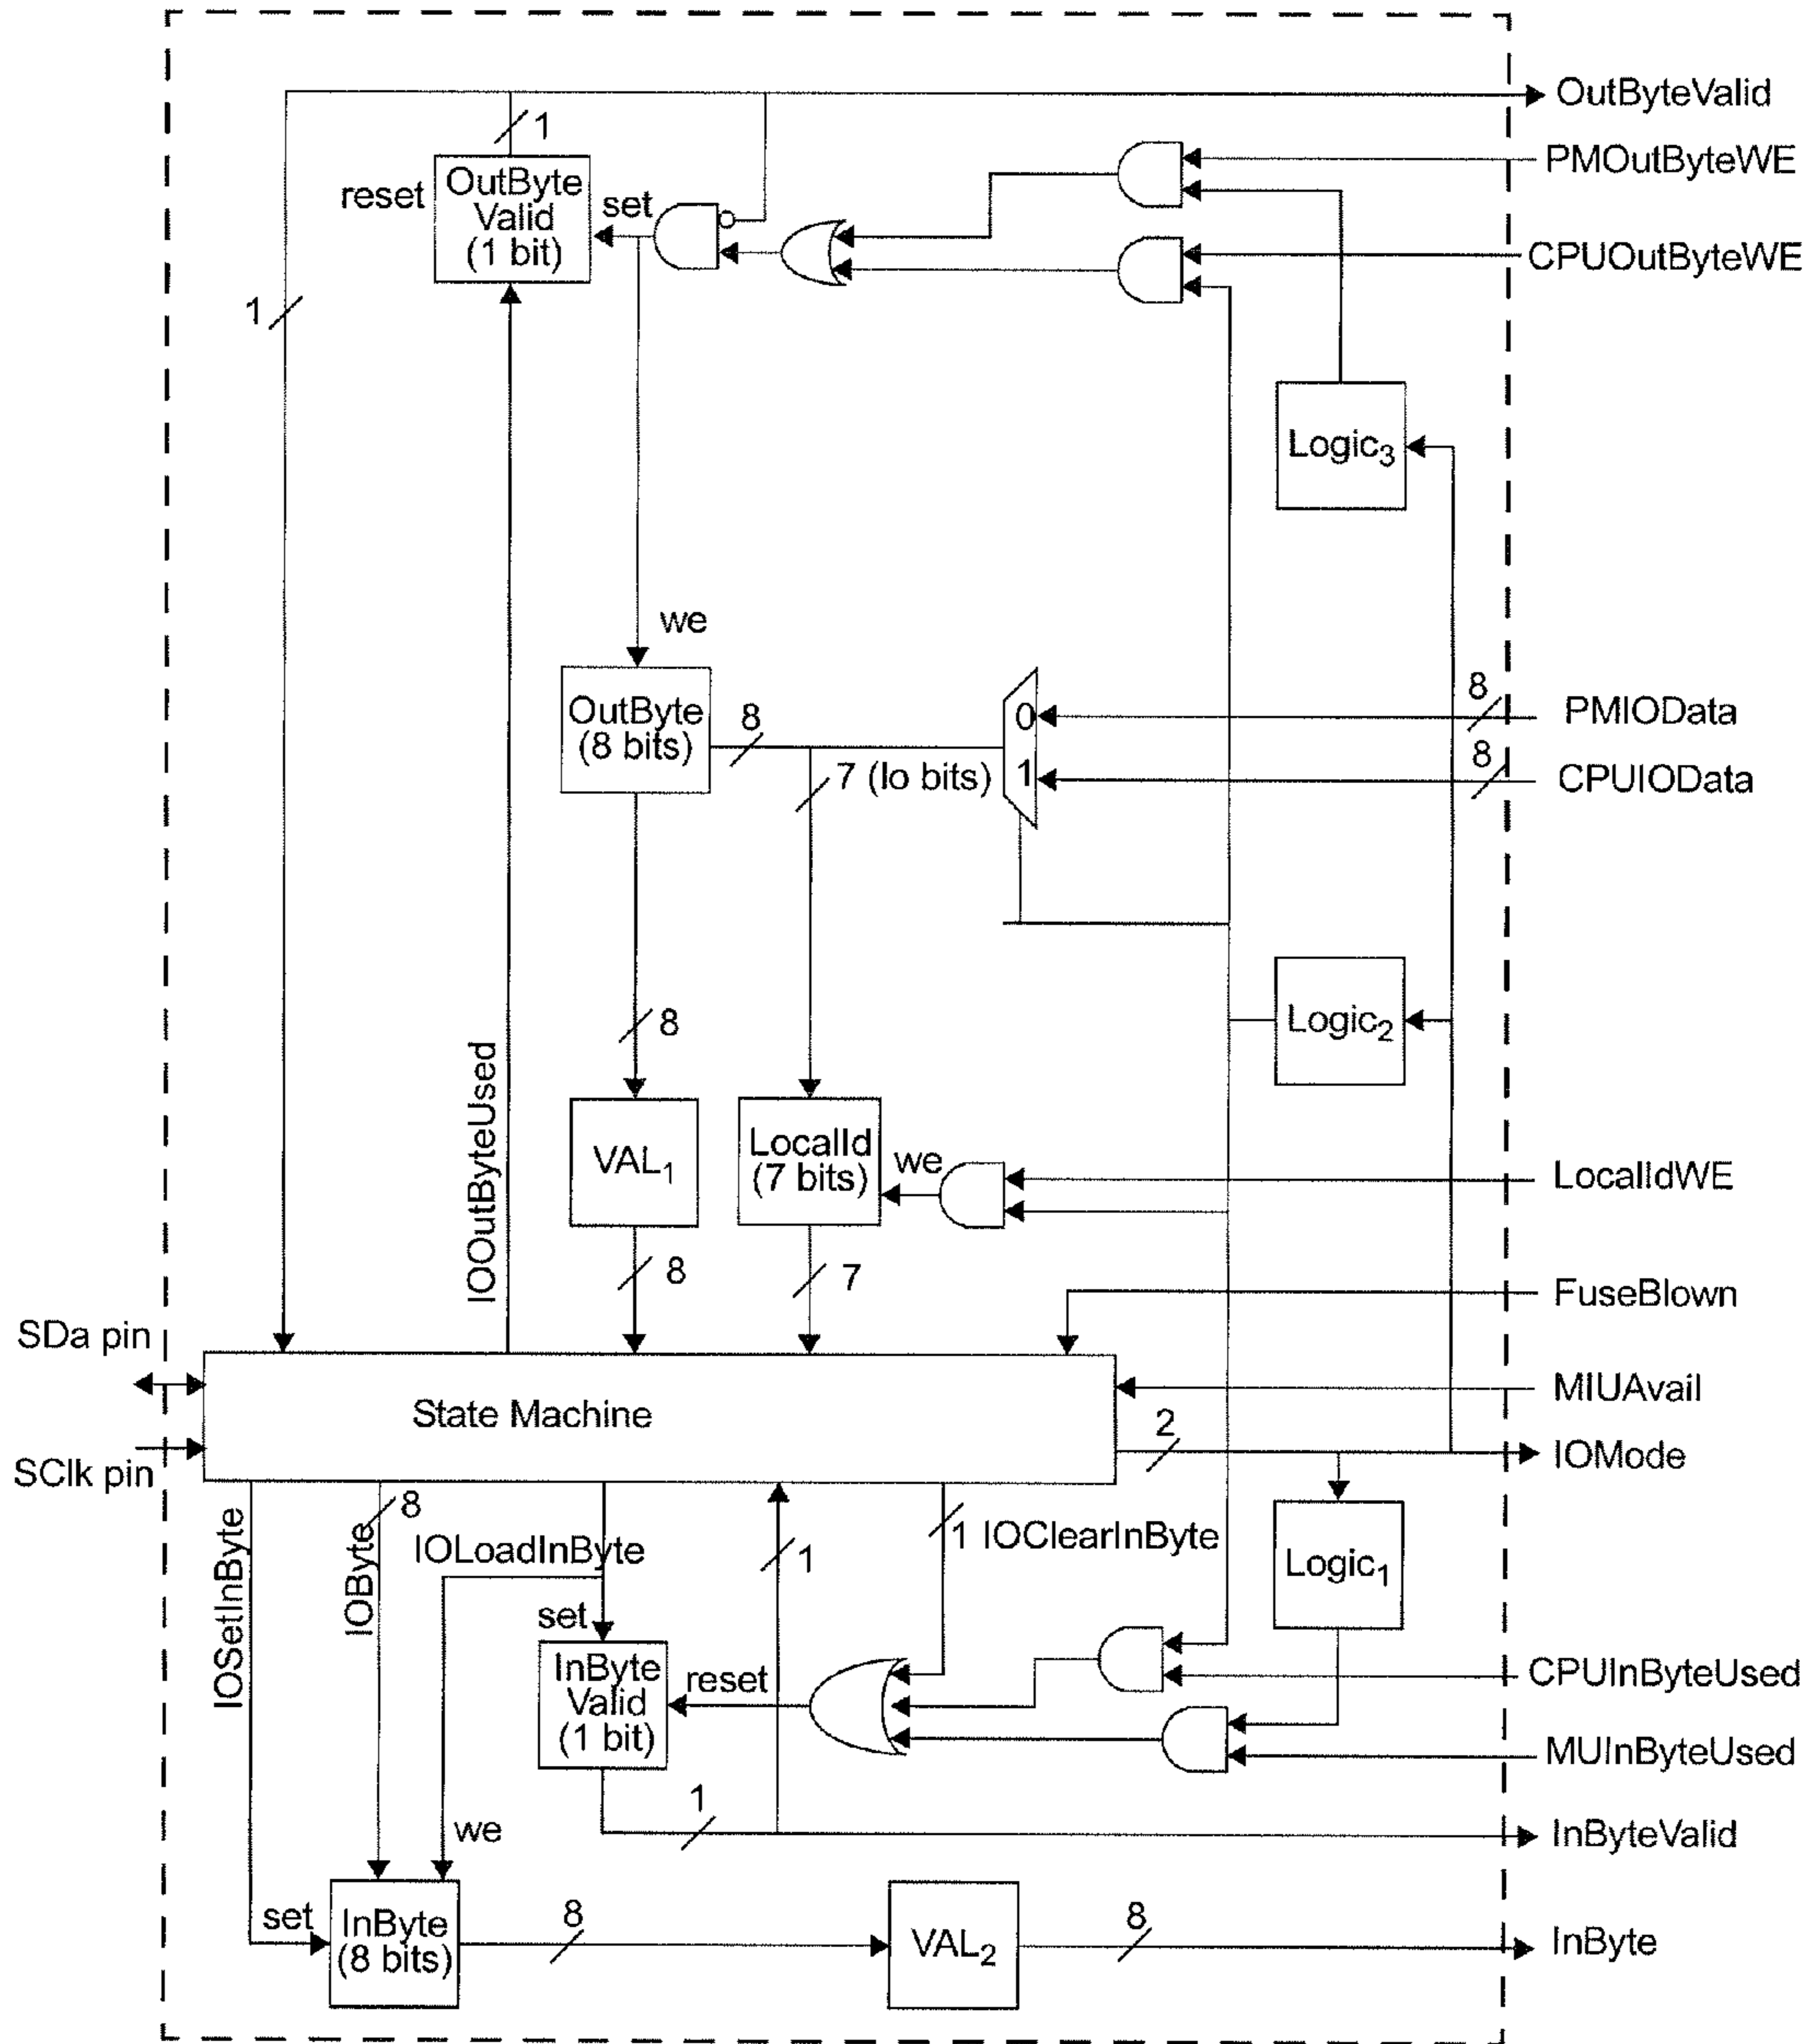 OutByteValid
1
PMOutByteWE
reset
OutByte
Valid
(1 bit)
set
CPUOutByteWE
1
Logic3
we
OutByte
(8 bits)
8
7 (lo bits)
0
1
8
PMIOData
8
CPUIOData
Logic2
8
IOOutByteUsed
VAL1
LocalId
(7 bits)
we
LocalIdWE
8
7
FuseBlown
SDa pin
State Machine
MIUAvail
2
IOMode
SClk pin
IOSetInByte
IOByte
8
IOLoadInByte
1
1
IOClearInByte
Logic1
set
InByte
Valid
(1 bit)
reset
CPUInByteUsed
MUInByteUsed
1
we
InByteValid
set
InByte
(8 bits)
8
VAL2
8
InByte